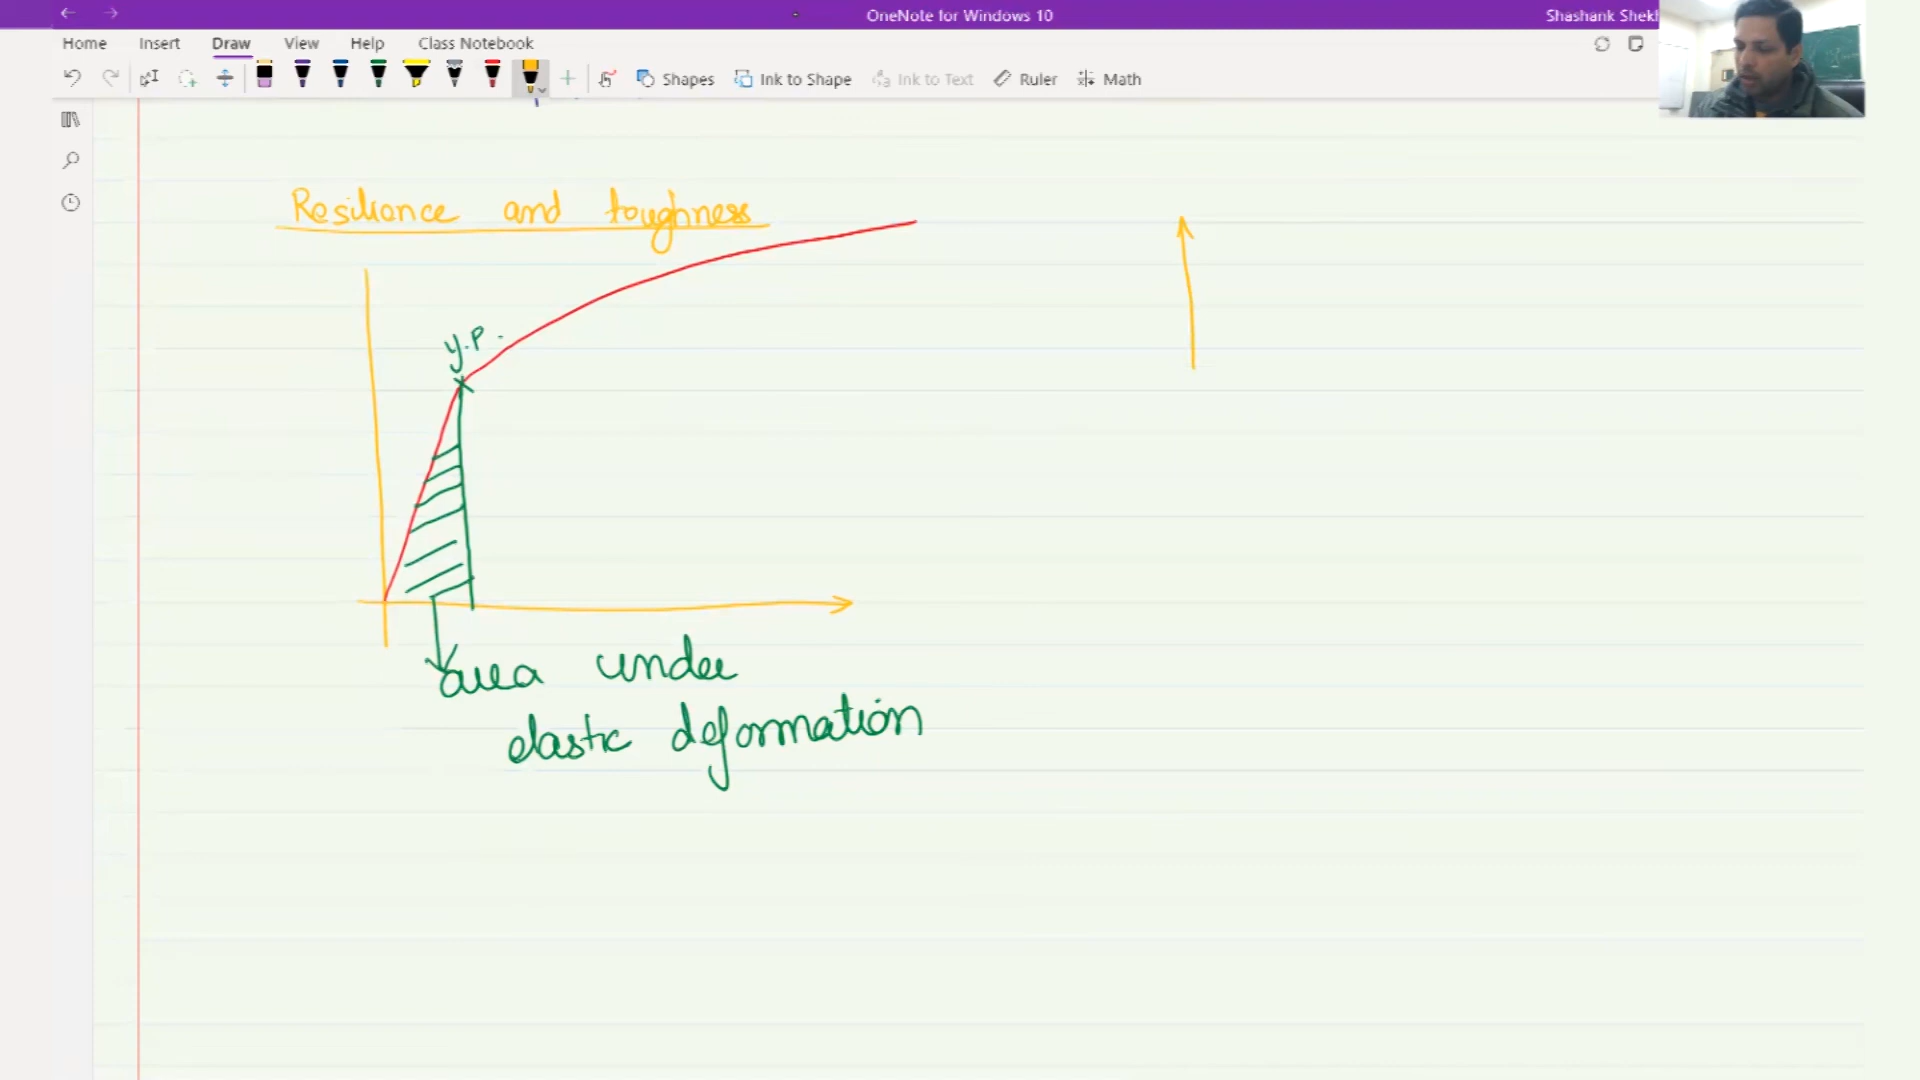 OneNote for Windows 10
Shashank Shekh
Home Insert Draw View Help Class Notebook
Shapes Ink to Shape Ink to Text Ruler Math
Resilience and toughness
y.P.
area under
elastic deformation